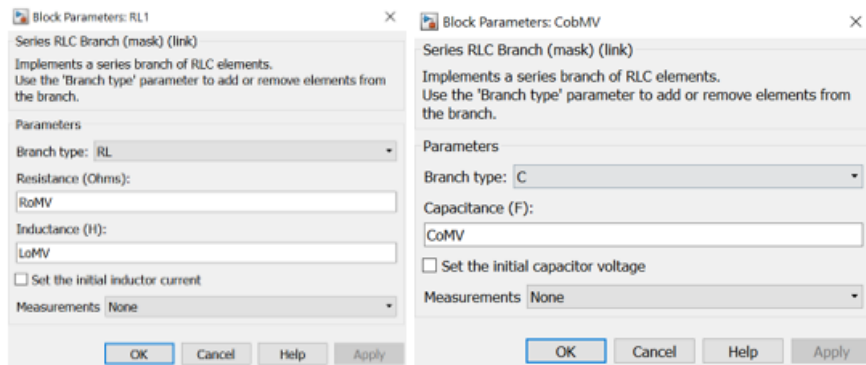 Block Parameters: RL1
Series RLC Branch (mask) (link)
Implements a series branch of RLC elements.
Use the 'Branch type' parameter to add or remove elements from
the branch.
Parameters
Branch type: RL
Resistance (Ohms):
RoMV
Inductance (H):
LoMV
Set the initial inductor current
Measurements None
OK Cancel Help Apply
Block Parameters: CobMV
Series RLC Branch (mask) (link)
Implements a series branch of RLC elements.
Use the 'Branch type' parameter to add or remove elements from
the branch.
Parameters
Branch type: C
Capacitance (F):
CoMV
Set the initial capacitor voltage
Measurements None
OK Cancel Help Apply